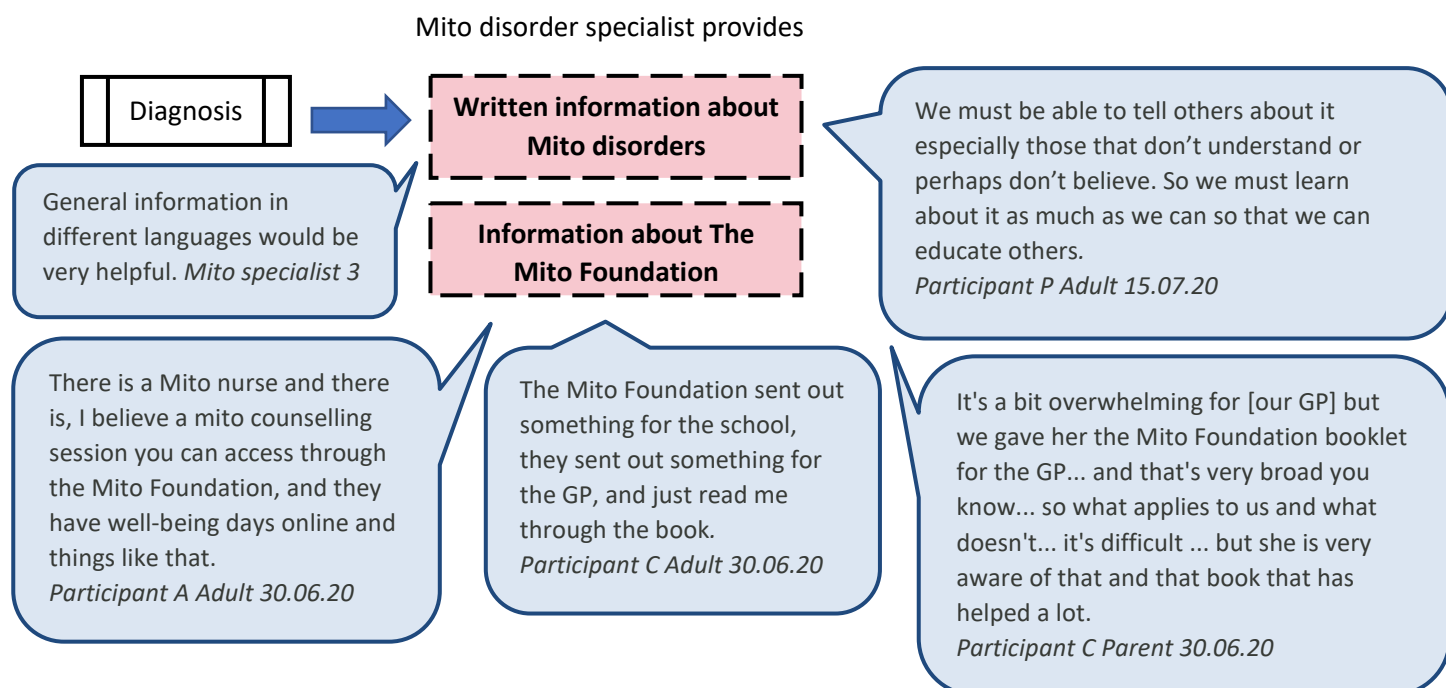 Mito disorder specialist provides
Diagnosis
Written information about
Mito disorders
Information about The
Mito Foundation
We must be able to tell others about it
especially those that don’t understand or
perhaps don’t believe. So we must learn
about it as much as we can so that we can
educate others.
Participant P Adult 15.07.20
General information in
different languages would be
very helpful. Mito specialist 3
There is a Mito nurse and there
is, I believe a mito counselling
session you can access through
the Mito Foundation, and they
have well-being days online and
things like that.
Participant A Adult 30.06.20
The Mito Foundation sent out
something for the school,
they sent out something for
the GP, and just read me
through the book.
Participant C Adult 30.06.20
It's a bit overwhelming for [our GP] but
we gave her the Mito Foundation booklet
for the GP... and that's very broad you
know... so what applies to us and what
doesn't... it's difficult ... but she is very
aware of that and that book that has
helped a lot.
Participant C Parent 30.06.20